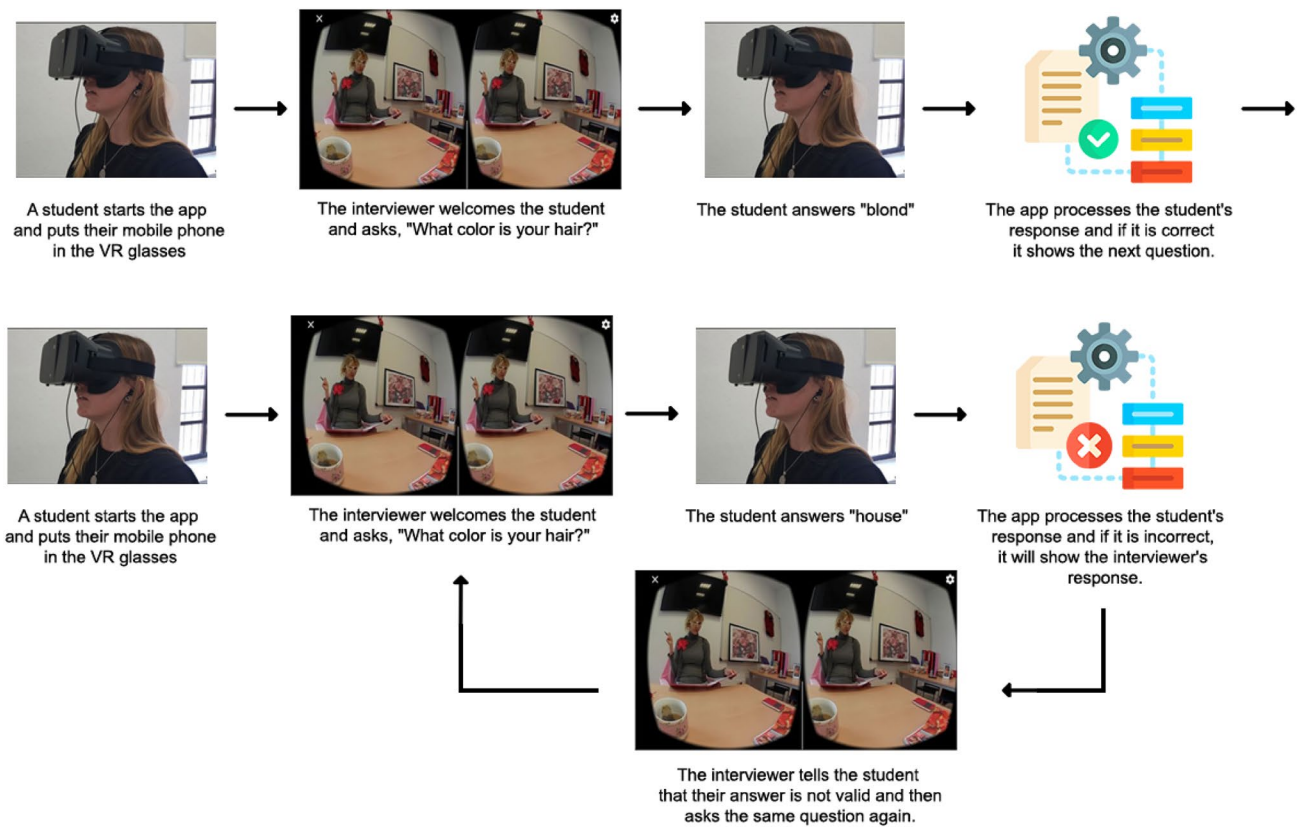 A student starts the app
and puts their mobile phone
in the VR glasses
The interviewer welcomes the student
and asks, "What color is your hair?"
The student answers "blond"
The app processes the student's
response and if it is correct
it shows the next question.
A student starts the app
and puts their mobile phone
in the VR glasses
The interviewer welcomes the student
and asks, "What color is your hair?"
The student answers "house"
The app processes the student's
response and if it is incorrect,
it will show the interviewer's
response.
The interviewer tells the student
that their answer is not valid and then
asks the same question again.